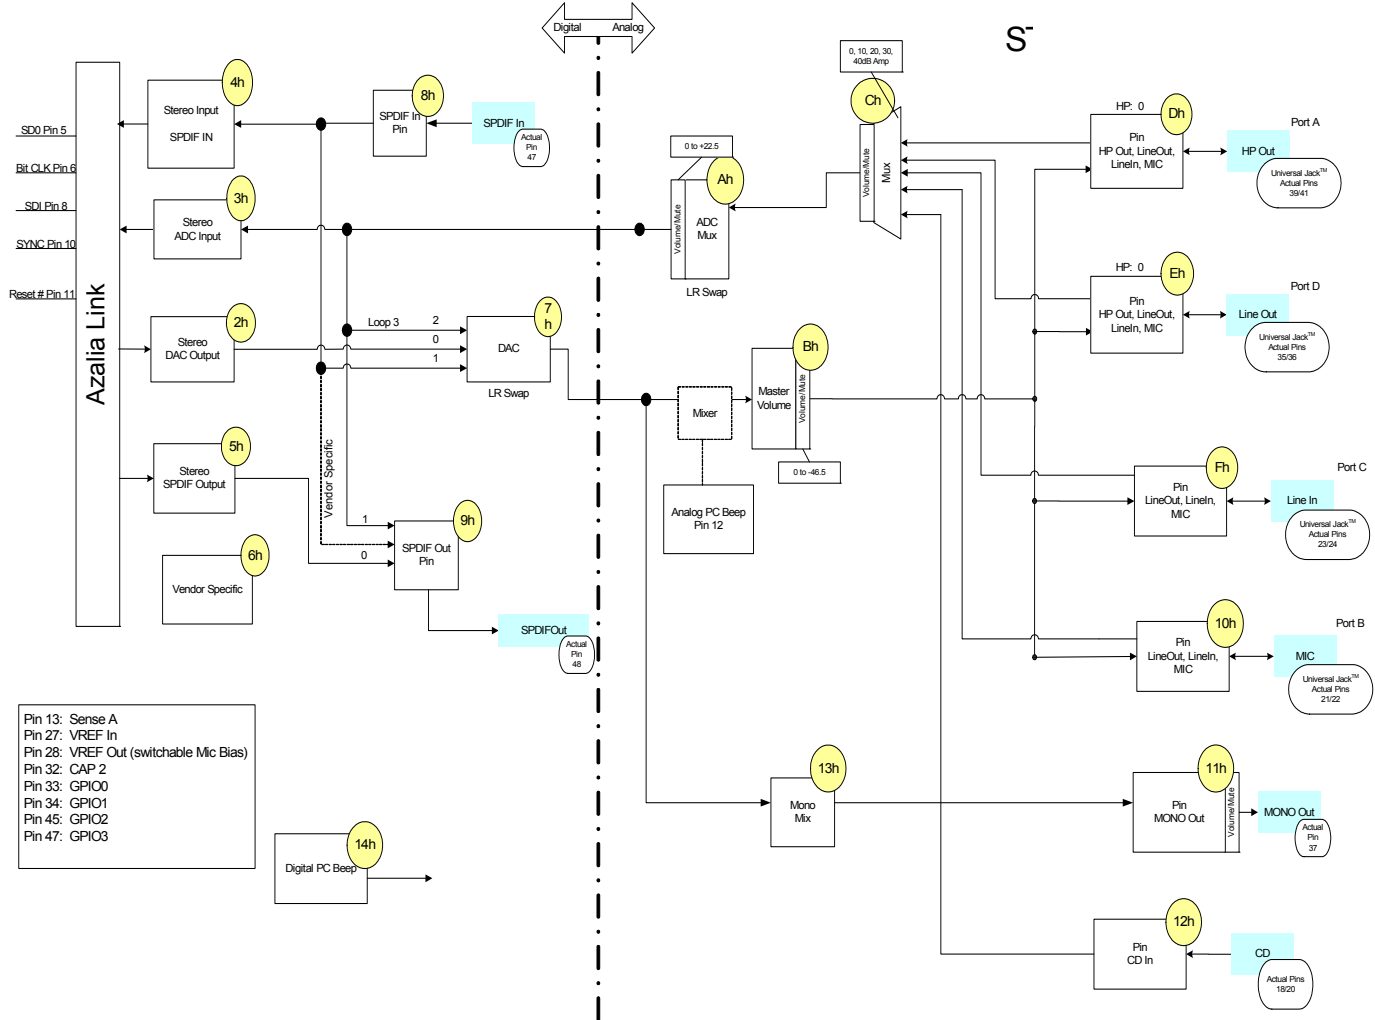 Digital
Analog
S-
0, 10, 20, 30,
40dB Amp
4h
Stereo Input
SPDIF IN
8h
SPDIF In
Pin
SPDIF In
Actual
Pin
47
Ch
Volume/Mute
Mux
HP: 0
Dh
Pin
HP Out, LineOut,
LineIn, MIC
Port A
HP Out
Universal Jack™
Actual Pins
39/41
SD0 Pin 5
Bit CLK Pin 6
SDI Pin 8
SYNC Pin 10
Reset # Pin 11
Azalia Link
3h
Stereo
ADC Input
0 to +22.5
Ah
Volume/Mute
ADC
Mux
LR Swap
HP: 0
Eh
Pin
HP Out, LineOut,
LineIn, MIC
Port D
Line Out
Universal Jack™
Actual Pins
35/36
2h
Stereo
DAC Output
Loop 3
2
0
1
7
h
DAC
LR Swap
Mixer
Bh
Master
Volume
Volume/Mute
0 to -46.5
Analog PC Beep
Pin 12
5h
Stereo
SPDIF Output
Vendor Specific
1
0
9h
SPDIF Out
Pin
6h
Vendor Specific
SPDIFOut
Actual
Pin
48
Fh
Pin
LineOut, LineIn,
MIC
Port C
Line In
Universal Jack™
Actual Pins
23/24
10h
Pin
LineOut, LineIn,
MIC
Port B
MIC
Universal Jack™
Actual Pins
21/22
Pin 13: Sense A
Pin 27: VREF In
Pin 28: VREF Out (switchable Mic Bias)
Pin 32: CAP 2
Pin 33: GPIO0
Pin 34: GPIO1
Pin 45: GPIO2
Pin 47: GPIO3
13h
Mono
Mix
11h
Pin
MONO Out
Volume/Mute
MONO Out
Actual
Pin
37
14h
Digital PC Beep
12h
Pin
CD In
CD
Actual Pins
18/20